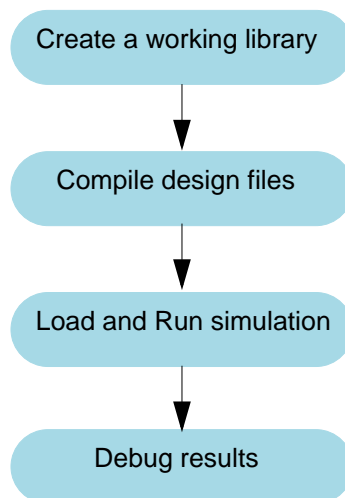 Create a working library
Compile design files
Load and Run simulation
Debug results